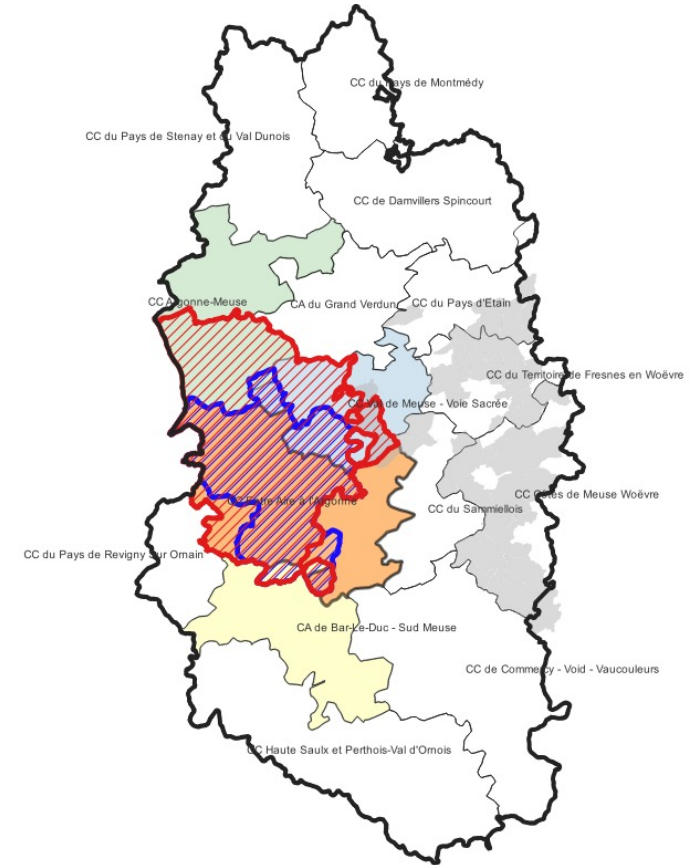 CC du Pays de Montmédy
CC du Pays de Stenay et du Val Dunois
CC de Damvillers Spincourt
CC Argonne-Meuse
CA du Grand Verdun
CC du Pays d'Etain
CC du Territoire de Fresnes en Woëvre
CC Val de Meuse - Voie Sacrée
CC Côtes de Meuse Woëvre
CC Entre Aire à l'Argonne
CC du Sammiellois
CC du Pays de Revigny Sur Ornain
CA de Bar-Le-Duc - Sud Meuse
CC de Commercy - Void - Vaucouleurs
CC Haute Saulx et Perthois-Val d'Ornois